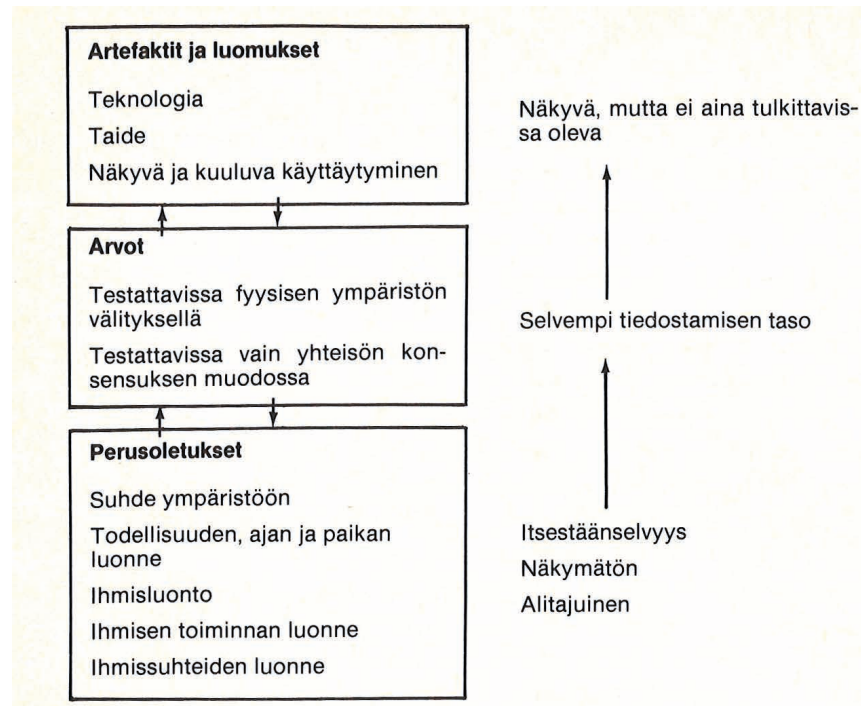 Artefaktit ja luomukset
Teknologia
Taide
Näkyvä ja kuuluva käyttäytyminen
Näkyvä, mutta ei aina tulkittavis-
sa oleva
Arvot
Testattavissa fyysisen ympäristön
välityksellä
Testattavissa vain yhteisön kon-
sensuksen muodossa
Selvempi tiedostamisen taso
Perusoletukset
Suhde ympäristöön
Todellisuuden, ajan ja paikan
luonne
Ihmisluonto
Ihmisen toiminnan luonne
Ihmissuhteiden luonne
Itsestäänselvyys
Näkymätön
Alitajuinen